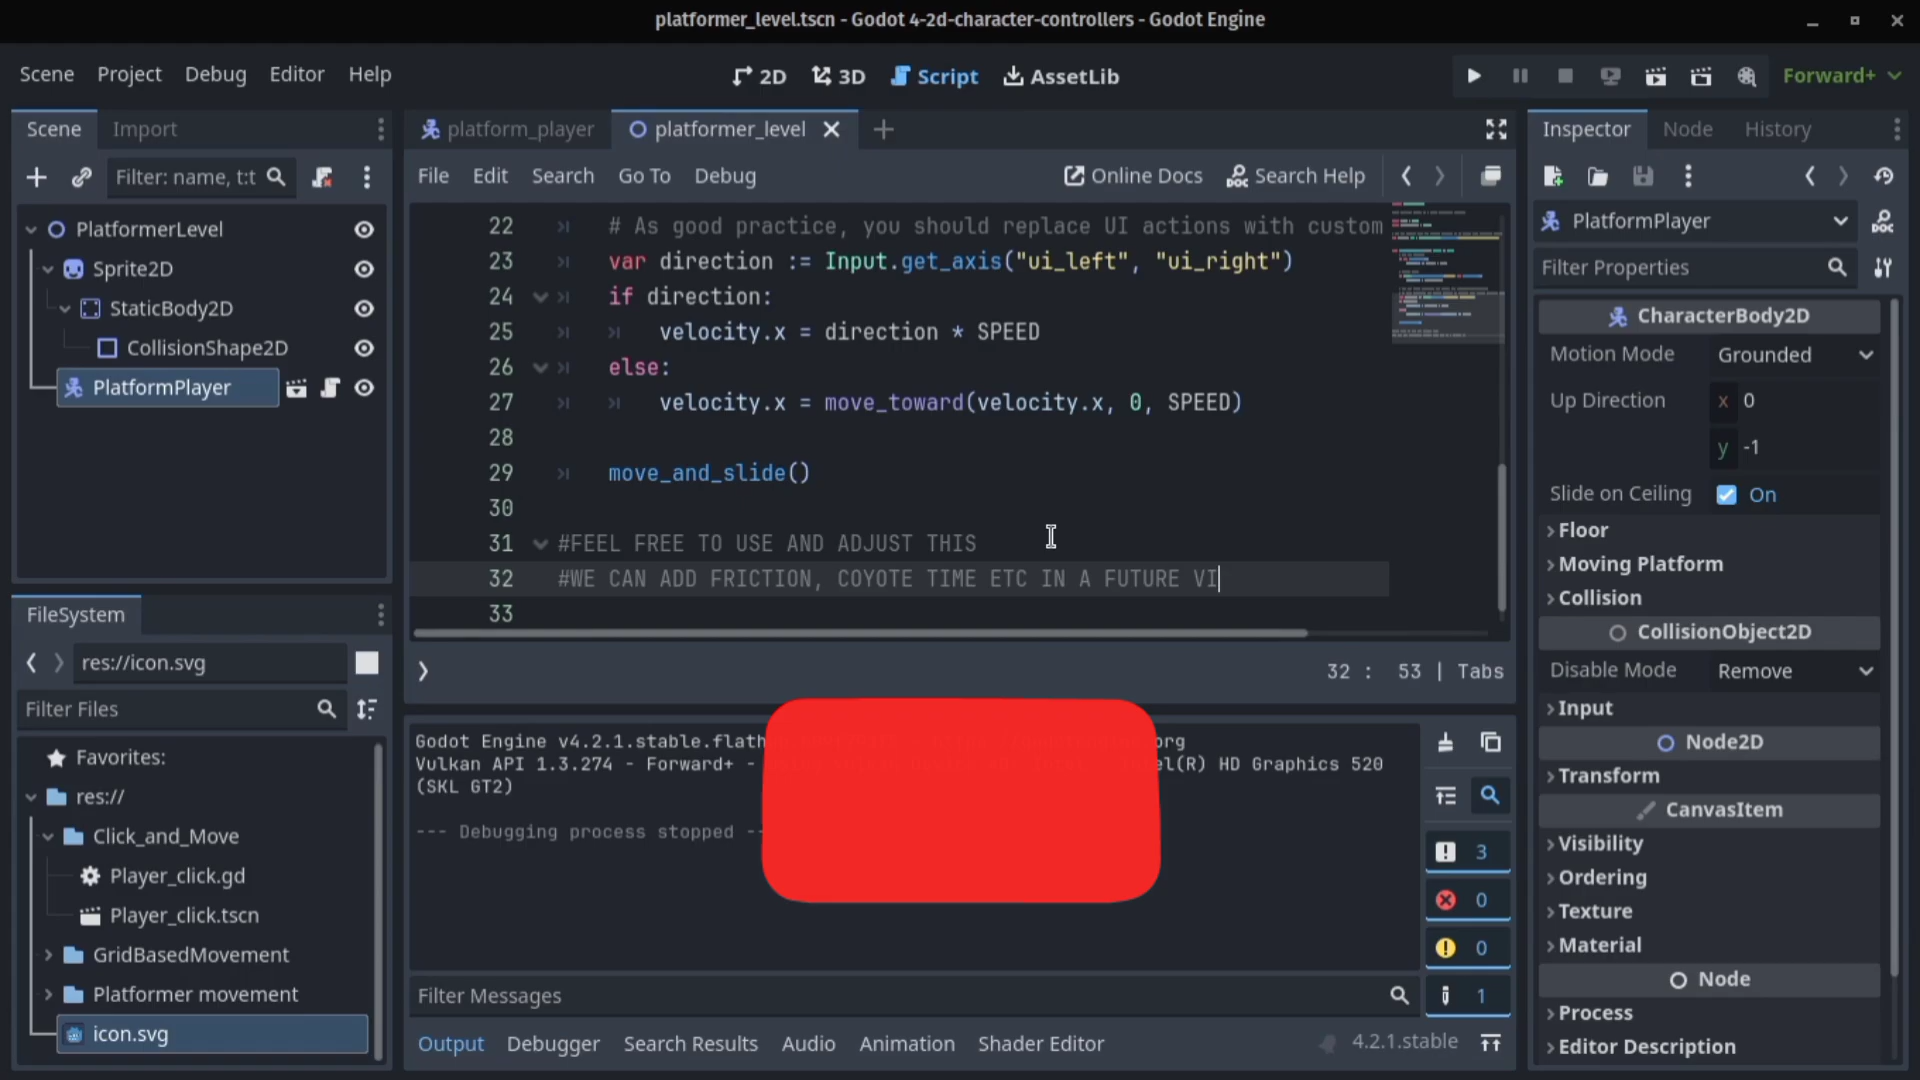 platformer_level.tscn - Godot 4-2d-character-controllers - Godot Engine
Scene Project Debug Editor Help
2D 3D Script AssetLib
Forward+
Scene Import
Filter: name, t:t
PlatformerLevel
Sprite2D
StaticBody2D
CollisionShape2D
PlatformPlayer
FileSystem
res://icon.svg
Filter Files
Favorites:
res://
Click_and_Move
Player_click.gd
Player_click.tscn
GridBasedMovement
Platformer movement
icon.svg
platform_player platformer_level
File Edit Search Go To Debug Online Docs Search Help
22 # As good practice, you should replace UI actions with custom
23 var direction := Input.get_axis("ui_left", "ui_right")
24 if direction:
25 velocity.x = direction * SPEED
26 else:
27 velocity.x = move_toward(velocity.x, 0, SPEED)
28
29 move_and_slide()
30
31 #FEEL FREE TO USE AND ADJUST THIS
32 #WE CAN ADD FRICTION, COYOTE TIME ETC IN A FUTURE VI
33
32 : 53 | Tabs
Godot Engine v4.2.1.stable.flath org
Vulkan API 1.3.274 - Forward+ - el(R) HD Graphics 520
(SKL GT2)
--- Debugging process stopped --
3
0
0
1
Filter Messages
Output Debugger Search Results Audio Animation Shader Editor 4.2.1.stable
Inspector Node History
PlatformPlayer
Filter Properties
CharacterBody2D
Motion Mode Grounded
Up Direction x 0
y -1
Slide on Ceiling On
Floor
Moving Platform
Collision
CollisionObject2D
Disable Mode Remove
Input
Node2D
Transform
CanvasItem
Visibility
Ordering
Texture
Material
Node
Process
Editor Description